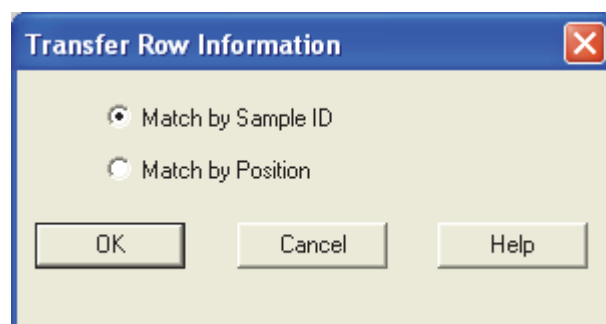 Transfer Row Information
Match by Sample ID
Match by Position
OK Cancel Help